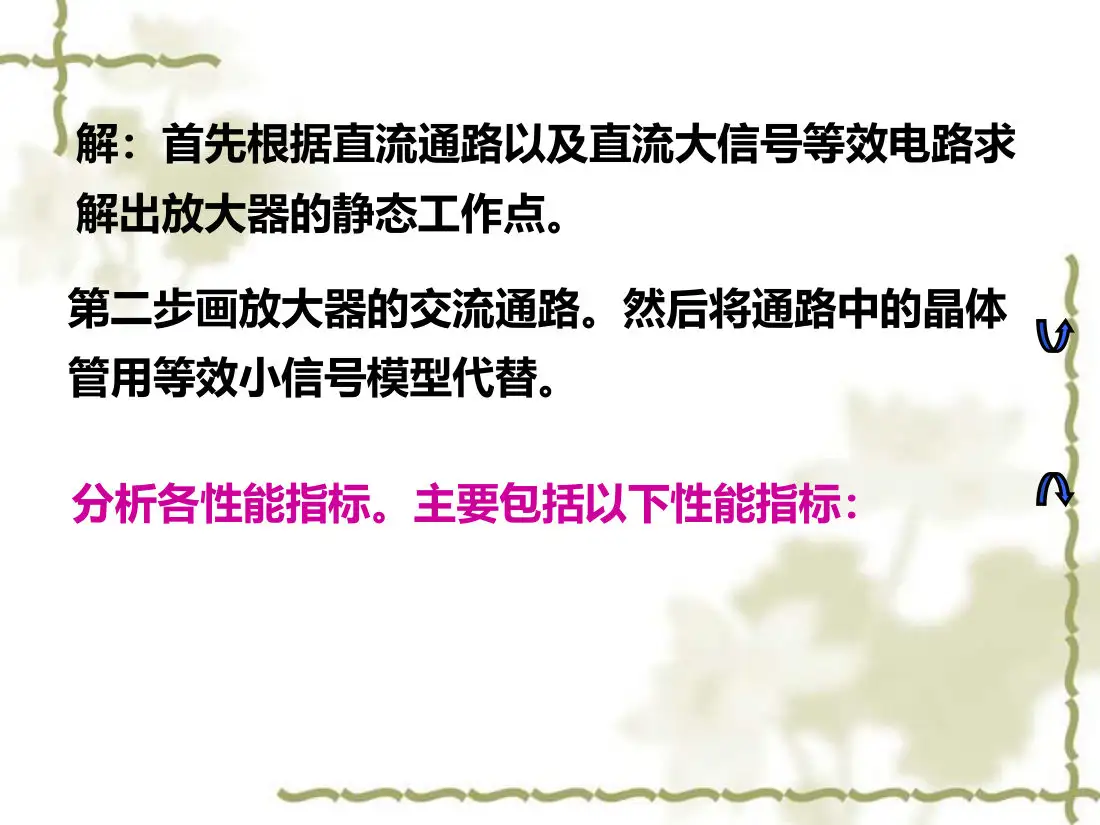 解：首先根据直流通路以及直流大信号等效电路求
解出放大器的静态工作点。
第二步画放大器的交流通路。然后将通路中的晶体
管用等效小信号模型代替。
分析各性能指标。主要包括以下性能指标：